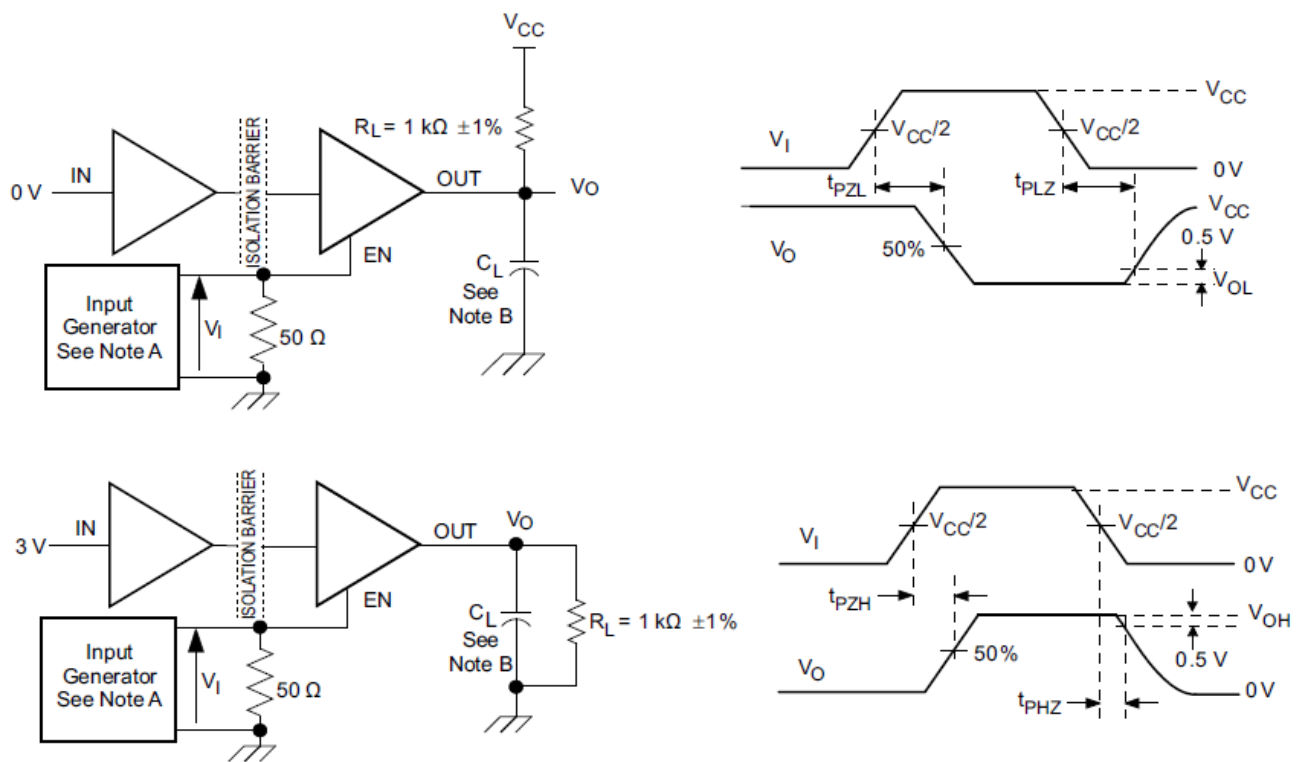 VCC
RL = 1 kΩ ±1%
ISOLATION BARRIER
0 V
IN
OUT
VO
EN
Input
Generator
See Note A
VI
50 Ω
CL
See
Note B
VCC
VI
VCC/2
VCC/2
0 V
tPZL
tPLZ
VCC
VO
50%
0.5 V
VOL
ISOLATION BARRIER
3 V
IN
OUT
VO
EN
Input
Generator
See Note A
VI
50 Ω
CL
See
Note B
RL = 1 kΩ ±1%
VCC
VI
VCC/2
VCC/2
0 V
tPZH
VOH
VO
50%
0.5 V
tPHZ
0 V